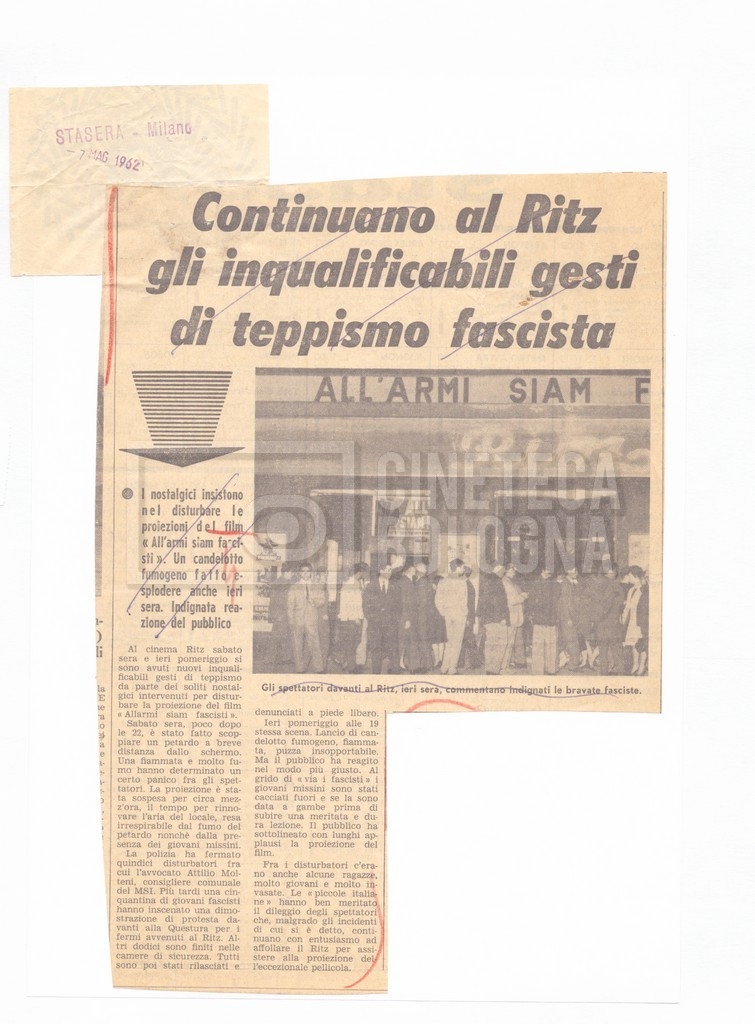 STASERA - Milano
- 7 MAG 1962
Continuano al Ritz
gli inqualificabili gesti
di teppismo fascista
I nostalgici insistono
nel disturbare le
proiezioni del film
« All'armi siam fasci-
sti ». Un candelotto
fumogeno fatto e-
splodere anche ieri
sera. Indignata rea-
zione del pubblico
ALL'ARMI SIAM F
CINETECA
BOLOGNA
Gli spettatori davanti al Ritz, ieri sera, commentano indignati le bravate fasciste.
Al cinema Ritz sabato
sera e ieri pomeriggio si
sono avuti nuovi inquali-
ficabili gesti di teppismo
da parte dei soliti nostal-
gici intervenuti per distur-
bare la proiezione del film
« Allarmi siam fascisti ».
Sabato sera, poco dopo
le 22, è stato fatto scop-
piare un petardo a breve
distanza dallo schermo.
Una fiammata e molto fu-
mo hanno determinato un
certo panico fra gli spet-
tatori. La proiezione è sta-
ta sospesa per circa mez-
z'ora, il tempo per rinno-
vare l'aria del locale, resa
irrespirabile dal fumo del
petardo nonchè dalla pre-
senza dei giovani missini.
La polizia ha fermato
quindici disturbatori fra
cui l'avvocato Attilio Mol-
teni, consigliere comunale
del MSI. Più tardi una cin-
quantina di giovani fascisti
hanno inscenato una dimo-
strazione di protesta da-
vanti alla Questura per i
fermi avvenuti al Ritz. Al-
tri dodici sono finiti nelle
camere di sicurezza. Tutti
sono poi stati rilasciati e
denunciati a piede libero.
Ieri pomeriggio alle 19
stessa scena. Lancio di can-
delotto fumogeno, fiamma-
ta, puzza insopportabile.
Ma il pubblico ha reagito
nel modo più giusto. Al
grido di « via i fascisti » i
giovani missini sono stati
cacciati fuori e se la sono
data a gambe prima di
subire una meritata e du-
ra lezione. Il pubblico ha
sottolineato con lunghi ap-
plausi la proiezione del
film.
Fra i disturbatori c'era-
no anche alcune ragazze,
molto giovani e molto in-
vasate. Le « piccole italia-
ne » hanno ben meritato
il dileggio degli spettatori
che, malgrado gli incidenti
di cui si è detto, conti-
nuano con entusiasmo ad
affollare il Ritz per assi-
stere alla proiezione del-
l'eccezionale pellicola.